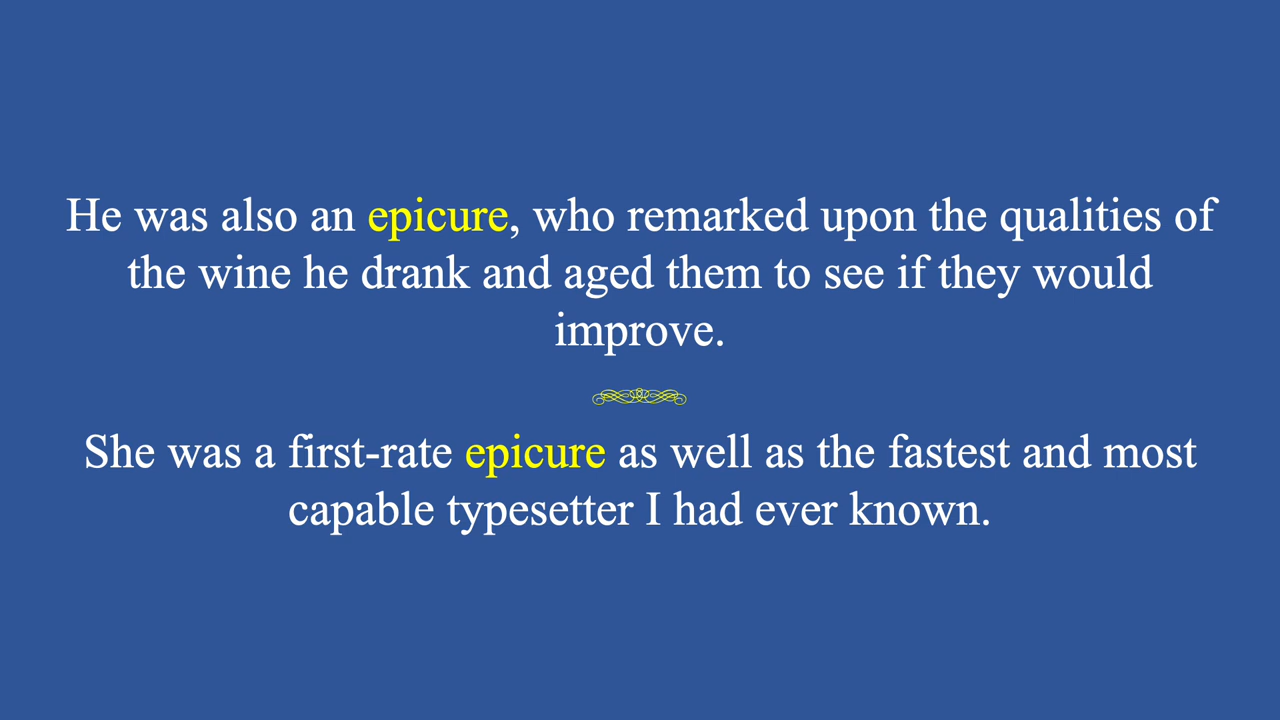 He was also an epicure, who remarked upon the qualities of
the wine he drank and aged them to see if they would
improve.
She was a first-rate epicure as well as the fastest and most
capable typesetter I had ever known.